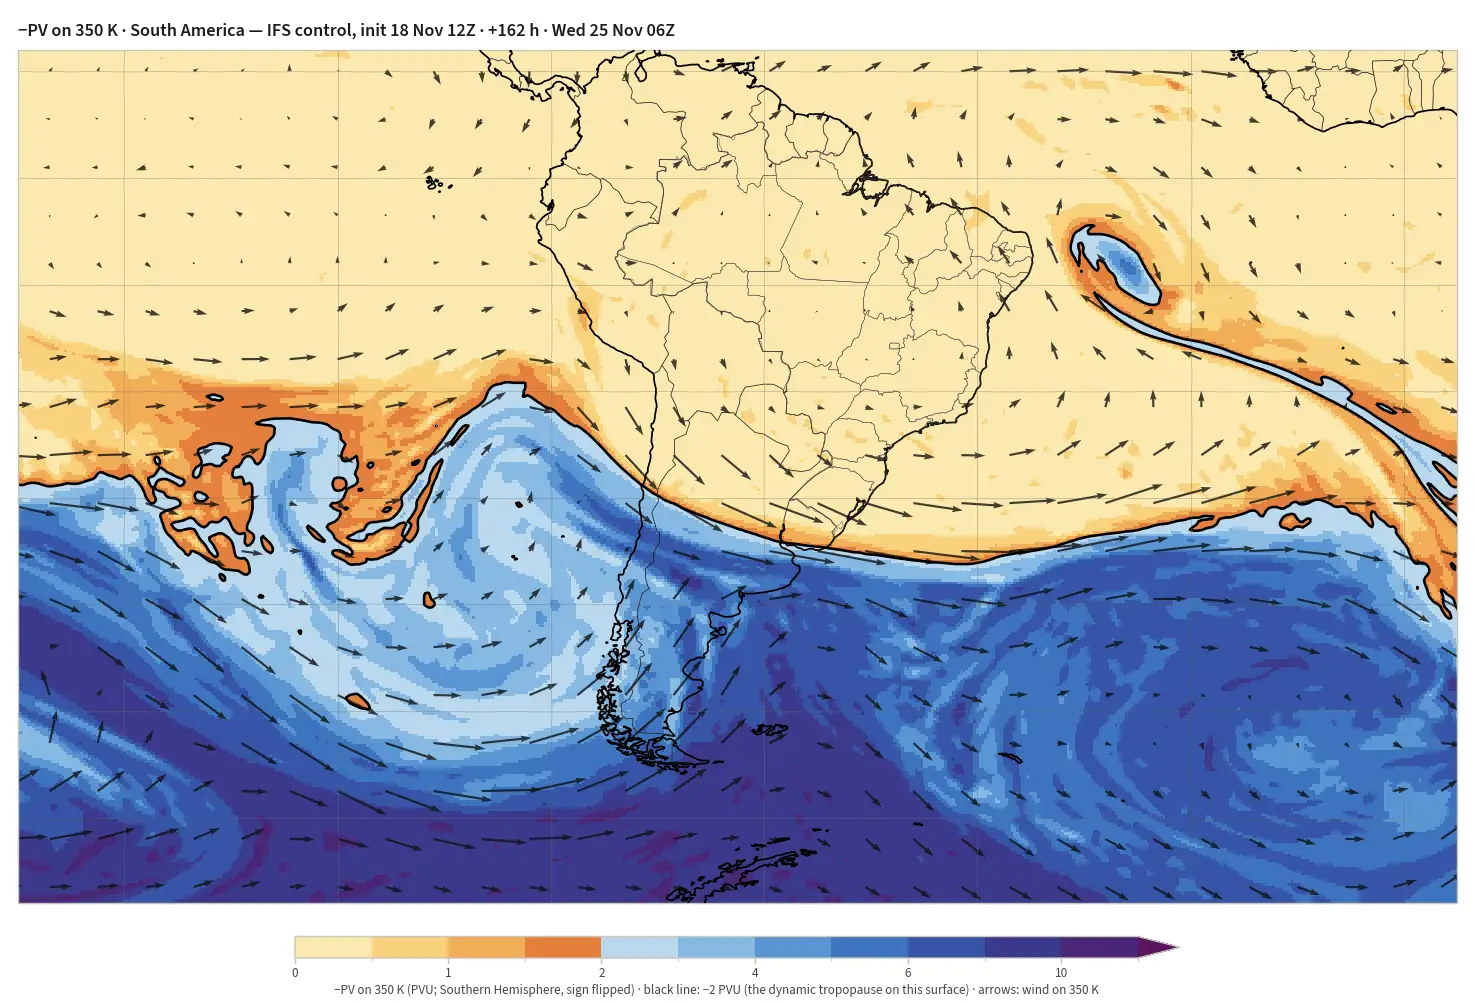 −PV on 350 K · South America — IFS control, init 18 Nov 12Z · +162 h · Wed 25 Nov 06Z
0 1 2 4 6 10
−PV on 350 K (PVU; Southern Hemisphere, sign flipped) · black line: −2 PVU (the dynamic tropopause on this surface) · arrows: wind on 350 K